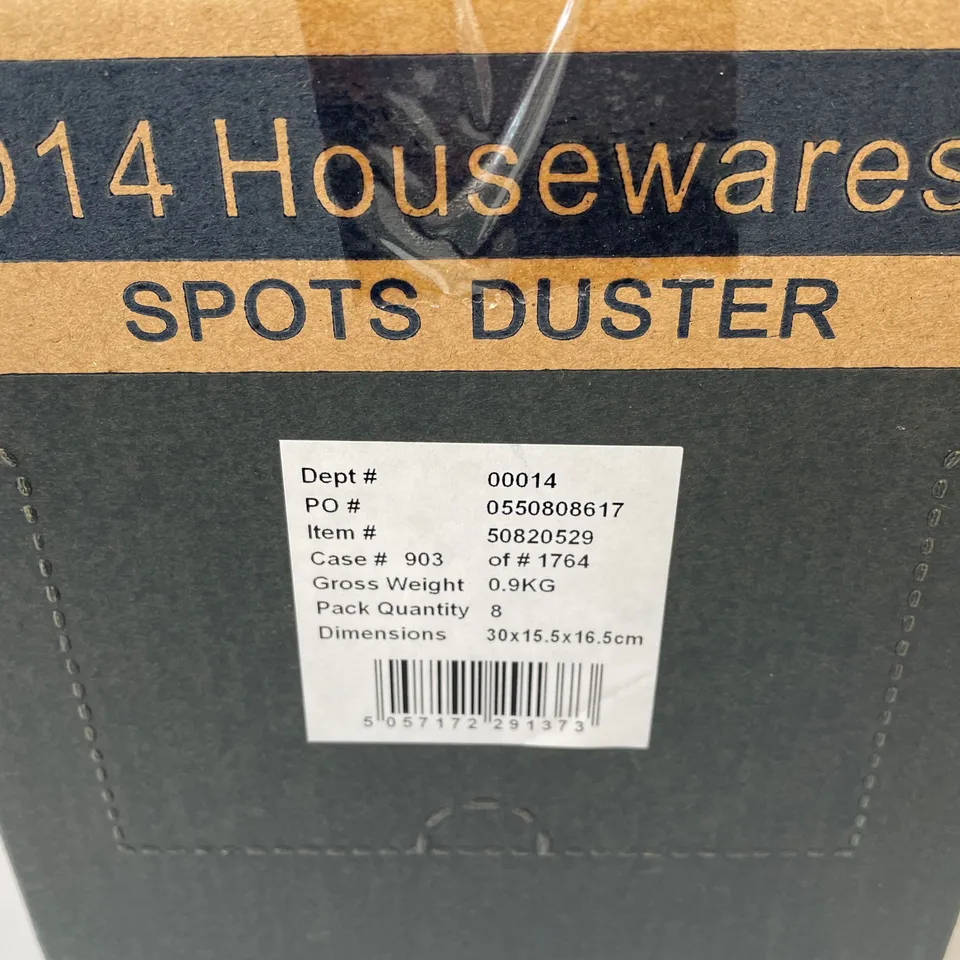 014 Housewares
SPOTS DUSTER
Dept # 00014
PO # 0550808617
Item # 50820529
Case # 903 of # 1764
Gross Weight 0.9KG
Pack Quantity 8
Dimensions 30x15.5x16.5cm
5 057172 291373